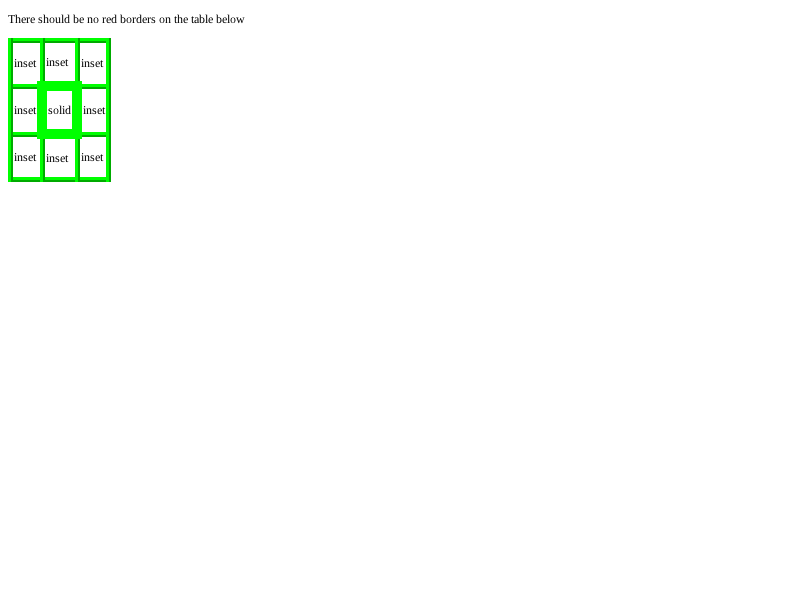 There should be no red borders on the table below
inset inset inset
inset solid inset
inset inset inset